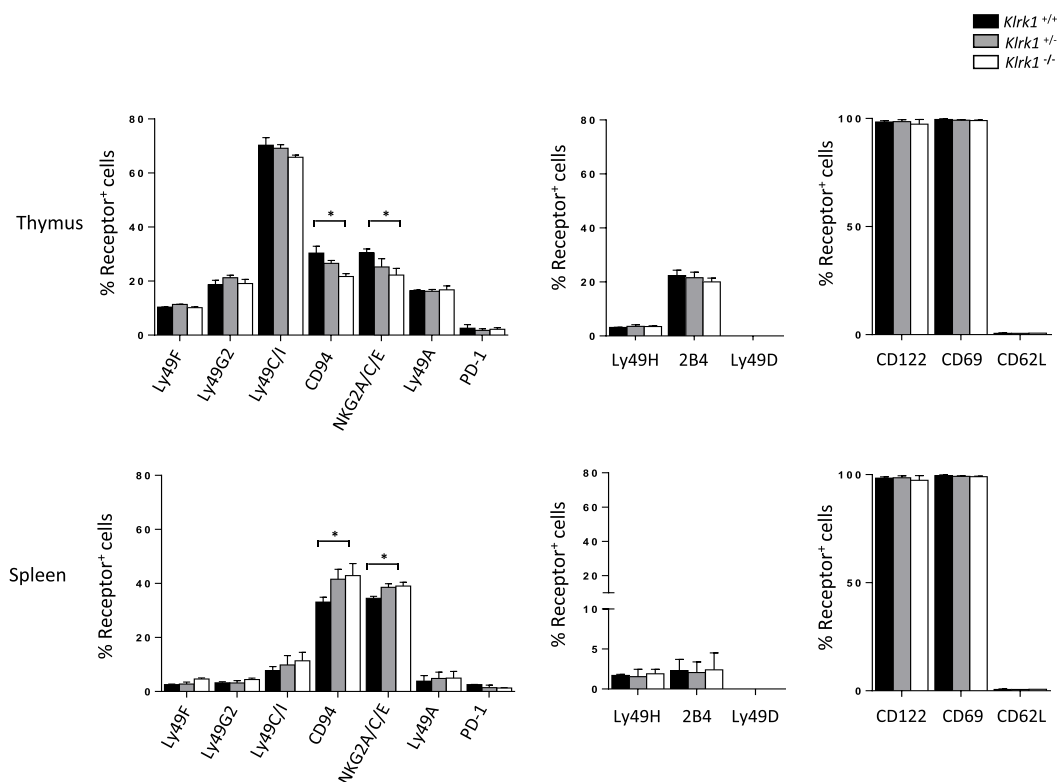 Klrk1 +/+
Klrk1 +/-
Klrk1 -/-
Thymus
% Receptor+ cells
80
60
40
20
0
*
*
Ly49F
Ly49G2
Ly49C/I
CD94
NKG2A/C/E
Ly49A
PD-1
% Receptor+ cells
80
60
40
20
0
Ly49H 2B4 Ly49D
% Receptor+ cells
100
50
0
CD122 CD69 CD62L
Spleen
% Receptor+ cells
80
60
40
20
0
*
*
Ly49F
Ly49G2
Ly49C/I
CD94
NKG2A/C/E
Ly49A
PD-1
% Receptor+ cells
80
60
40
20
10
5
0
Ly49H 2B4 Ly49D
% Receptor+ cells
100
50
0
CD122 CD69 CD62L